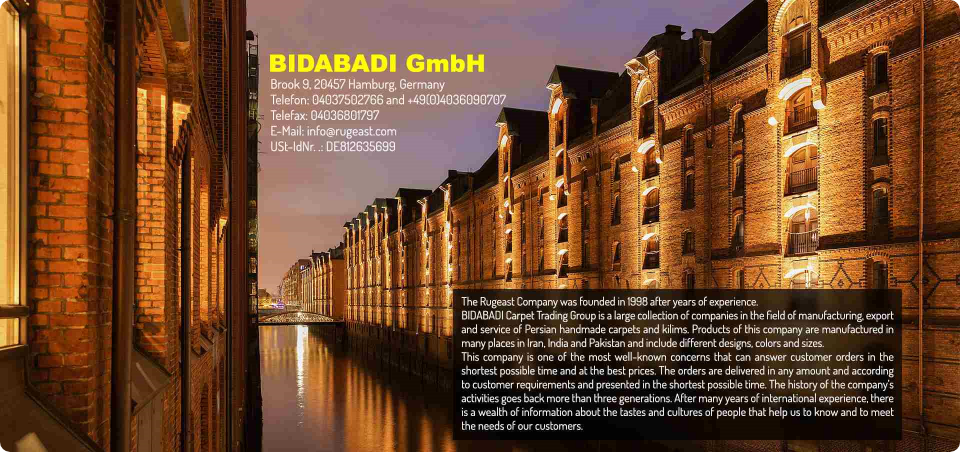 BIDABADI GmbH
Brook 9, 20457 Hamburg, Germany
Telefon: 04037502766 and +49(0)4036090707
Telefax: 04036801797
E-Mail: info@rugeast.com
USt-IdNr. .: DE812635699
The Rugeast Company was founded in 1998 after years of experience.
BIDABADI Carpet Trading Group is a large collection of companies in the field of manufacturing, export
and service of Persian handmade carpets and kilims. Products of this company are manufactured in
many places in Iran, India and Pakistan and include different designs, colors and sizes.
This company is one of the most well-known concerns that can answer customer orders in the
shortest possible time and at the best prices. The orders are delivered in any amount and according
to customer requirements and presented in the shortest possible time. The history of the company's
activities goes back more than three generations. After many years of international experience, there
is a wealth of information about the tastes and cultures of people that help us to know and to meet
the needs of our customers.